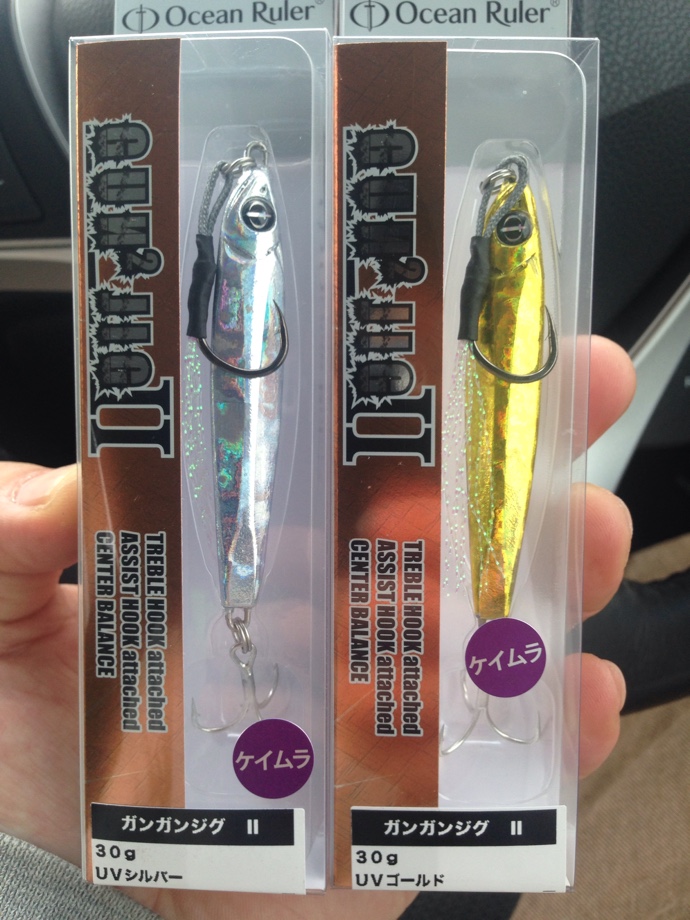 Ocean Ruler®
GUN²JIG II
TREBLE HOOK attached
ASSIST HOOK attached
CENTER BALANCE
ケイムラ
ガンガンジグ II
30g
UVシルバー
Ocean Ruler®
GUN²JIG II
TREBLE HOOK attached
ASSIST HOOK attached
CENTER BALANCE
ケイムラ
ガンガンジグ II
30g
UVゴールド